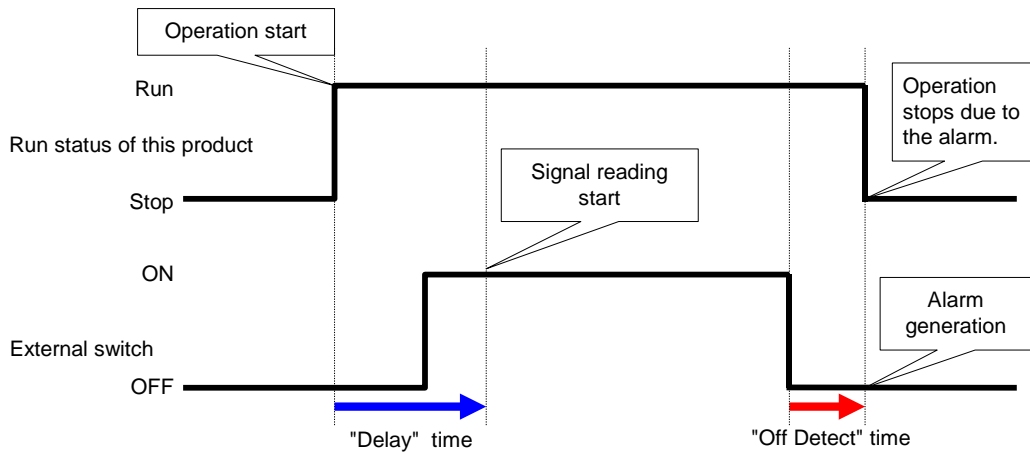 Operation start
Run
Operation
stops due to
the alarm.
Run status of this product
Signal reading
start
Stop
ON
Alarm
generation
External switch
OFF
"Delay" time
"Off Detect" time